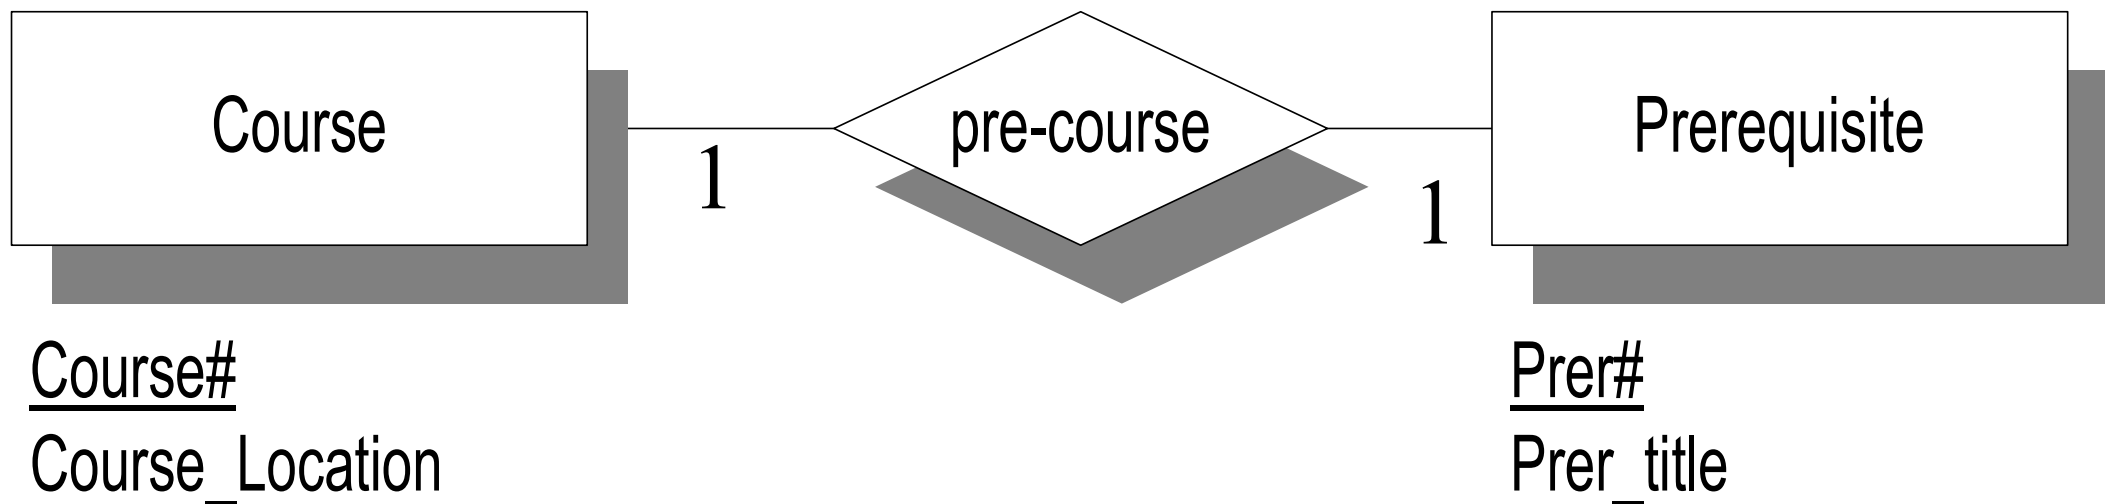 Course
pre-course
Prerequisite
1
1
Course#
Course_Location
Prer#
Prer_title